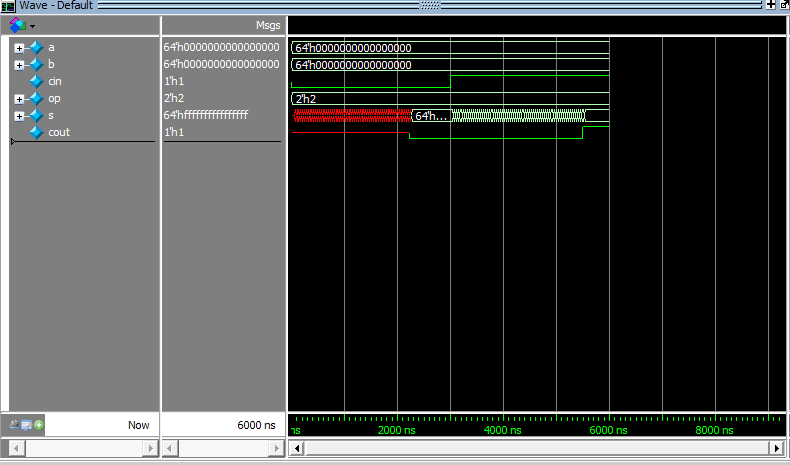 Wave - Default
Msgs
a 64'h0000000000000000 64'h0000000000000000
b 64'h0000000000000000 64'h0000000000000000
cin 1'h1
op 2'h2 2'h2
s 64'hffffffffffffffff 64'h...
cout 1'h1
Now 6000 ns
ns 2000 ns 4000 ns 6000 ns 8000 ns